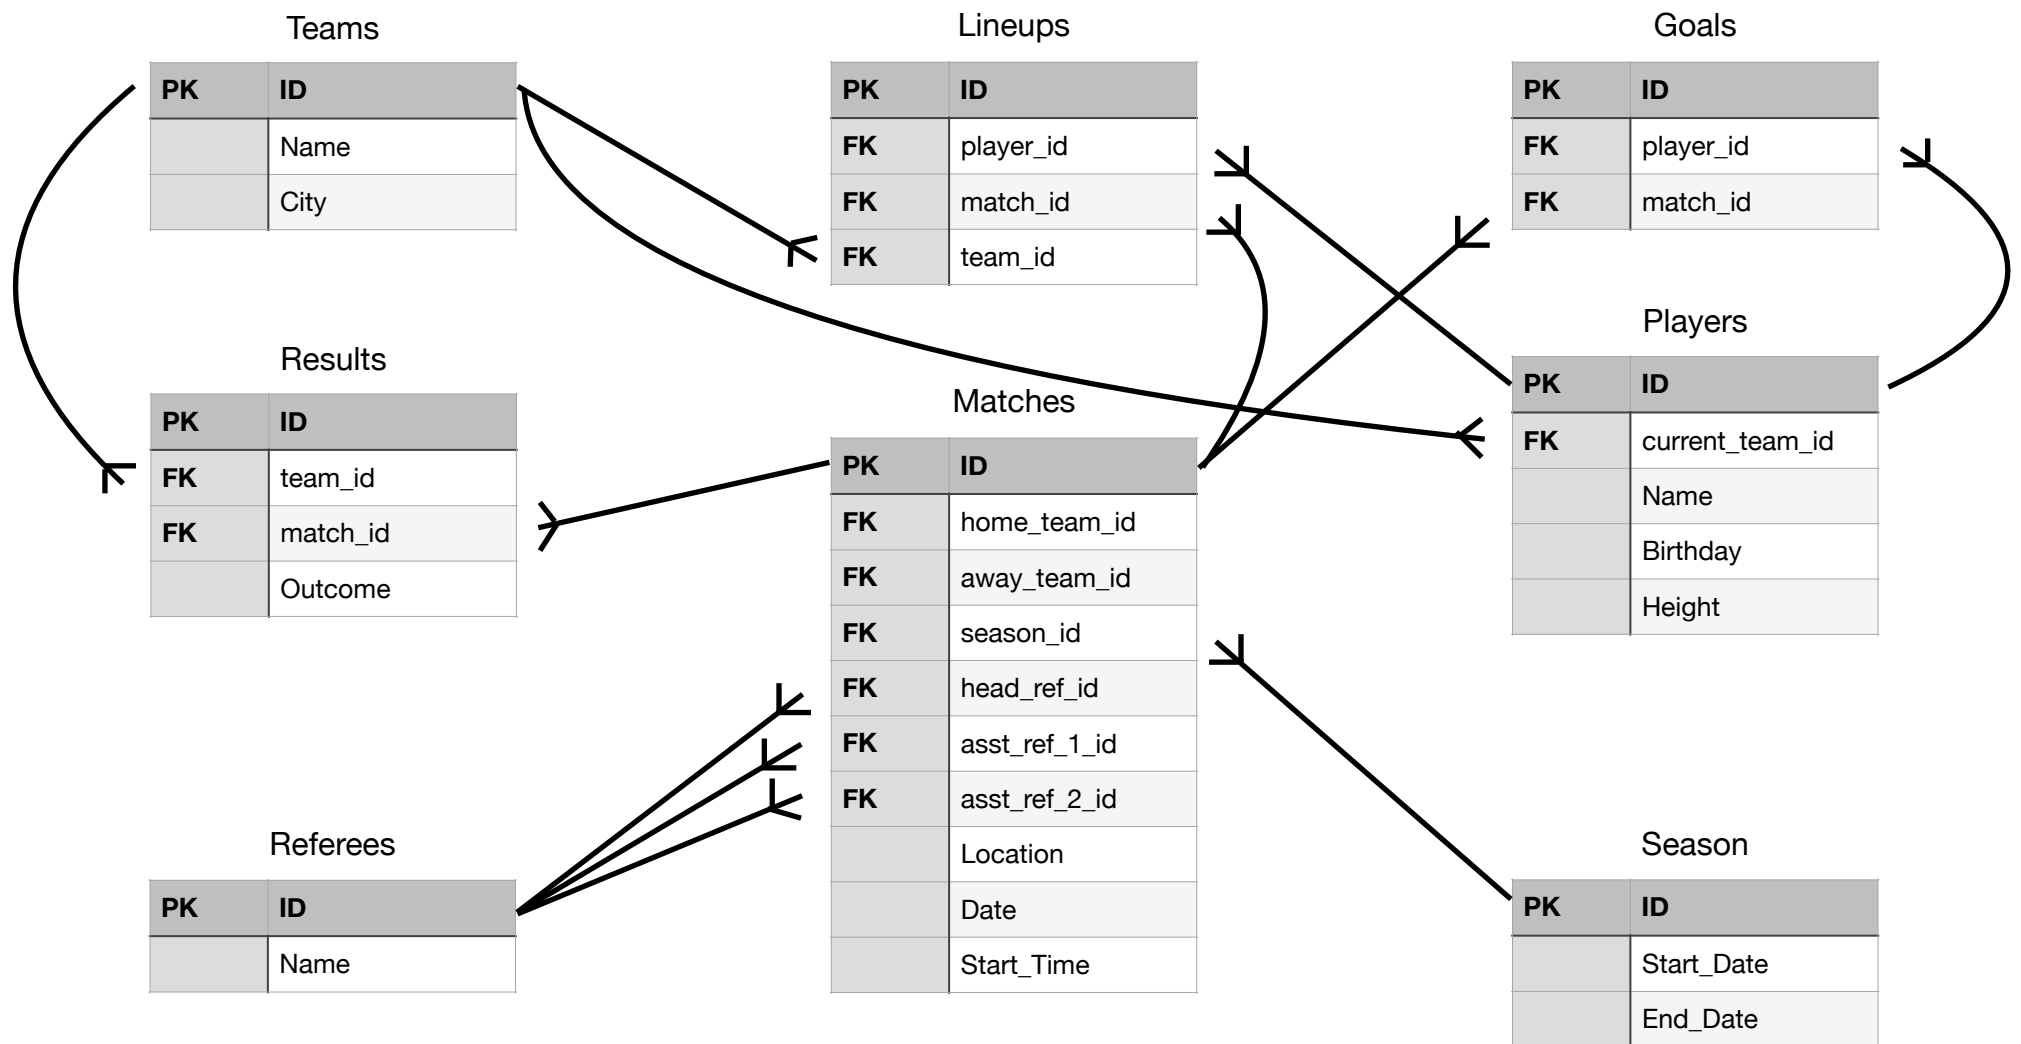 Teams
PK ID
Name
City
Lineups
PK ID
FK player_id
FK match_id
FK team_id
Goals
PK ID
FK player_id
FK match_id
Results
PK ID
FK team_id
FK match_id
Outcome
Matches
PK ID
FK home_team_id
FK away_team_id
FK season_id
FK head_ref_id
FK asst_ref_1_id
FK asst_ref_2_id
Location
Date
Start_Time
Players
PK ID
FK current_team_id
Name
Birthday
Height
Referees
PK ID
Name
Season
PK ID
Start_Date
End_Date